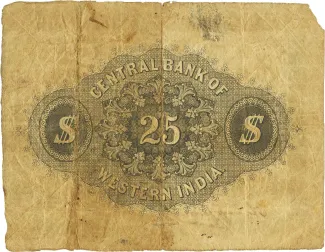 CENTRAL BANK OF
$ 25 $
WESTERN INDIA